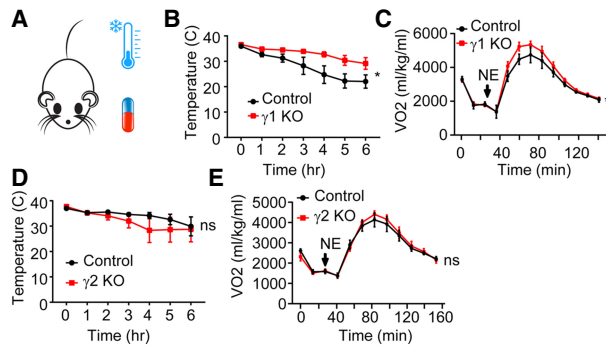 A
B
Temperature (C)
40
30
20
10
0
0 1 2 3 4 5 6
Time (hr)
Control
γ1 KO
*
C
VO2 (ml/kg/ml)
6000
4000
2000
0
0 40 80 120
Time (min)
Control
γ1 KO
NE
D
Temperature (C)
40
30
20
10
0
0 1 2 3 4 5 6
Time (hr)
Control
γ2 KO
ns
E
VO2 (ml/kg/ml)
5000
4000
3000
2000
1000
0
0 40 80 120 160
Time (min)
Control
γ2 KO
NE
ns